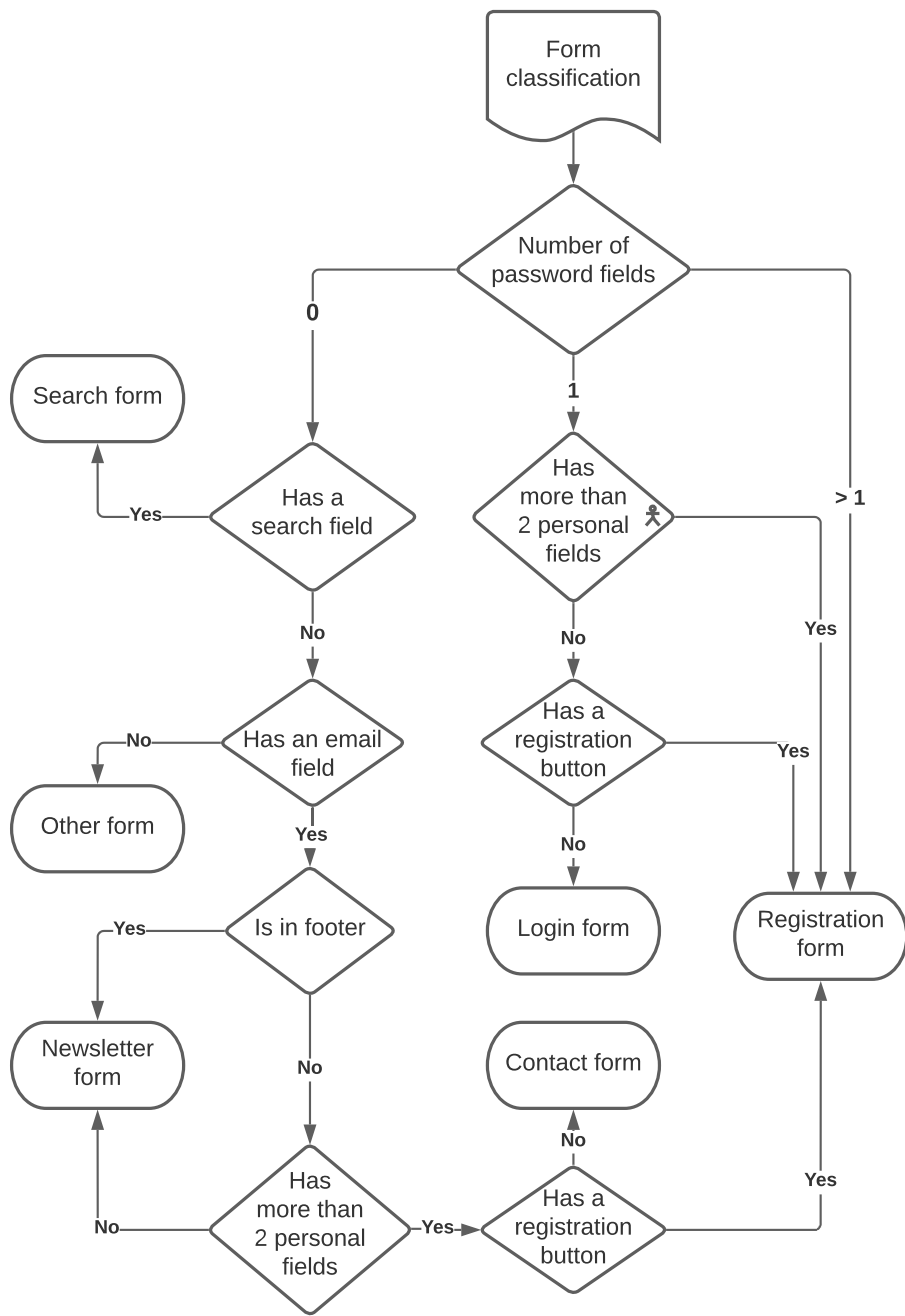 Form
classification
Number of
password fields
0
1
> 1
Search form
Yes
Has a
search field
Has
more than
2 personal
fields
Yes
No
No
Has an email
field
No
Other form
Yes
Has a
registration
button
Yes
No
Is in footer
Yes
Login form
Registration
form
Newsletter
form
No
Contact form
No
Has
more than
2 personal
fields
No
Yes
Has a
registration
button
Yes